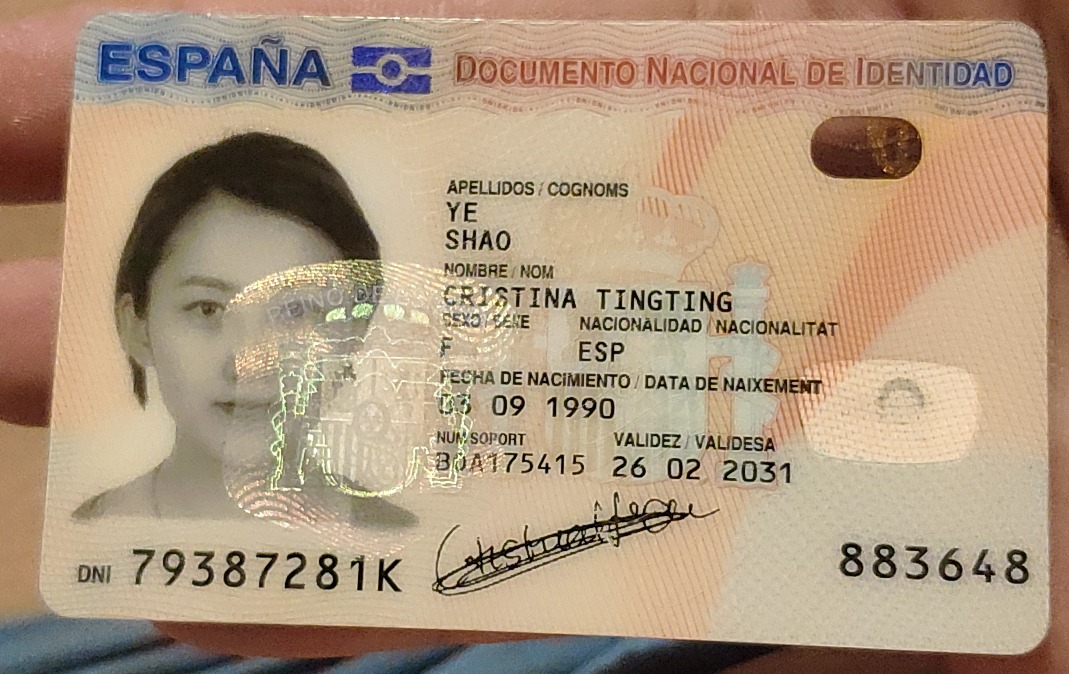 ESPAÑA DOCUMENTO NACIONAL DE IDENTIDAD
APELLIDOS / COGNOMS
YE
SHAO
NOMBRE / NOM
CRISTINA TINGTING
SEXO / SEXE NACIONALIDAD / NACIONALITAT
F ESP
FECHA DE NACIMIENTO / DATA DE NAIXEMENT
03 09 1990
NUM SOPORT VALIDEZ / VALIDESA
26 02 2031
DNI 79387281K 883648
REINO DE